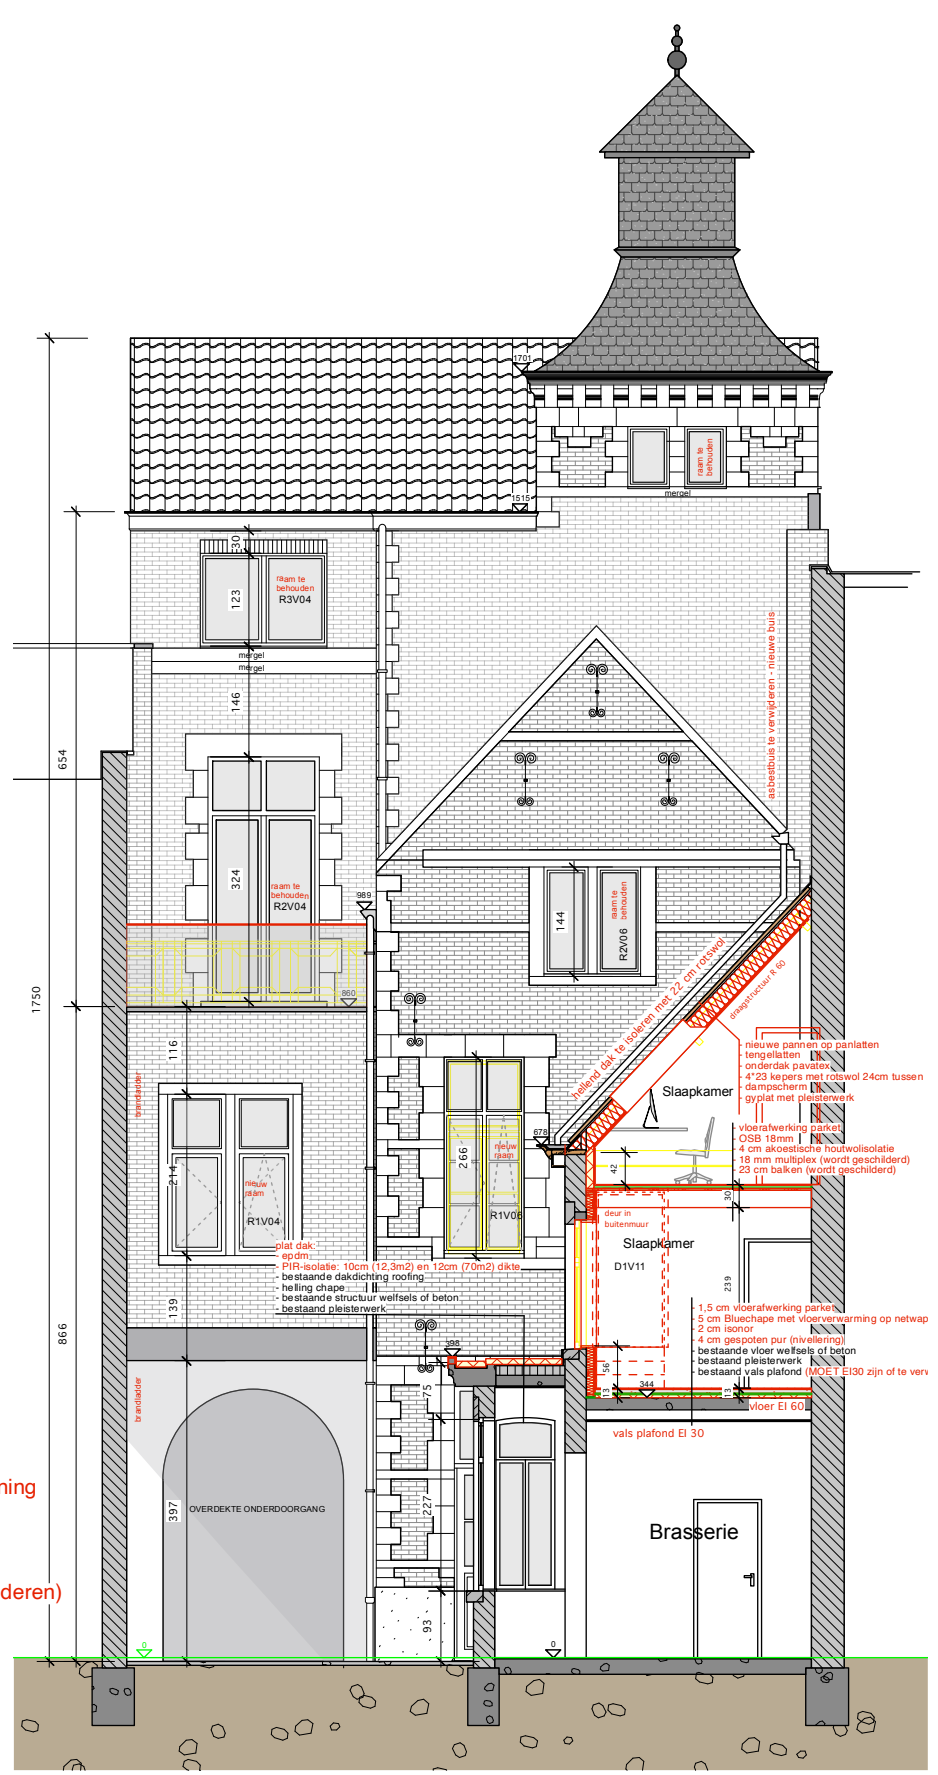 1701
raam te
behouden
mergel
1515
30
123
raam te
behouden
R3V04
mergel
mergel
146
654
asbestbuis te verwijderen - nieuwe buis
324
raam te
behouden
R2V04
989
144
raam te
behouden
R2V06
hellend dak te isoleren met 22 cm rotswol
draagstructuur R 60
860
1750
116
brandladder
- nieuwe pannen op panlatten
- tengellatten
- onderdak pavatex
- 4*23 kepers met rotswol 24cm tussen
- dampscherm
- gyplat met pleisterwerk
Slaapkamer
678
vloerafwerking parket
- OSB 18mm
- 4 cm akoestische houtwolisolatie
- 18 mm multiplex (wordt geschilderd)
- 23 cm balken (wordt geschilderd)
266
nieuw
raam
R1V06
42
30
214
nieuw
raam
R1V04
deur in
buitenmuur
Slaapkamer
D1V11
239
plat dak:
- epdm
- PIR-isolatie: 10cm (12,3m2) en 12cm (70m2) dikte
- bestaande dakdichting roofing
- helling chape
- bestaande structuur welfsels of beton
- bestaand pleisterwerk
139
866
398
- 1,5 cm vloerafwerking parket
- 5 cm Bluechape met vloerverwarming op netwap
- 2 cm isonor
- 4 cm gespoten pur (nivellering)
- bestaande vloer welfsels of beton
- bestaand pleisterwerk
- bestaand vals plafond (MOET EI30 zijn of te verv
56
344
13
13
vloer EI 60
vals plafond EI 30
brandladder
75
ning
397
OVERDEKTE ONDERDOORGANG
227
Brasserie
deren)
93
0
0